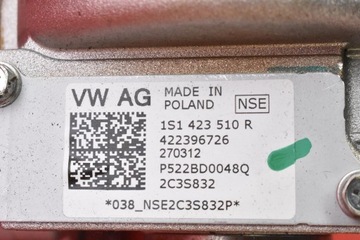 VW AG MADE IN POLAND NSE
1S1 423 510 R
422396726
270312
P522BD0048Q
2C3S832
*038_NSE2C3S832P*